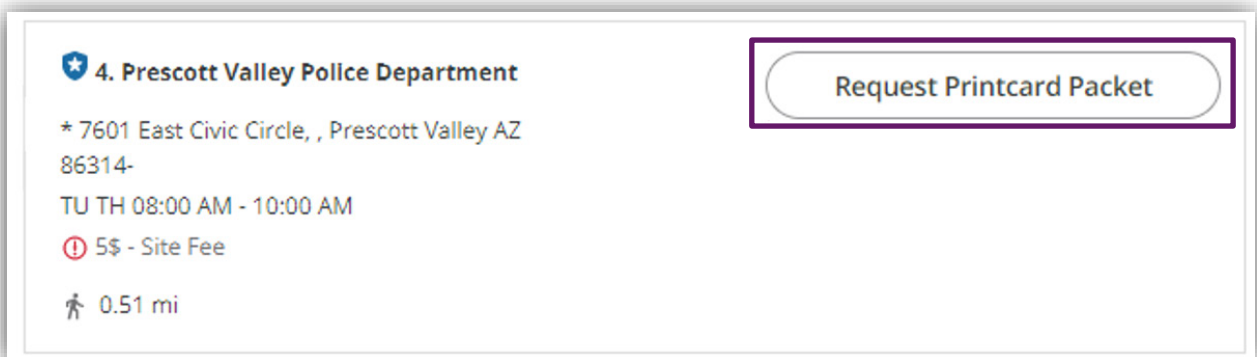 4. Prescott Valley Police Department
Request Printcard Packet
* 7601 East Civic Circle, , Prescott Valley AZ
86314-
TU TH 08:00 AM - 10:00 AM
5$ - Site Fee
0.51 mi